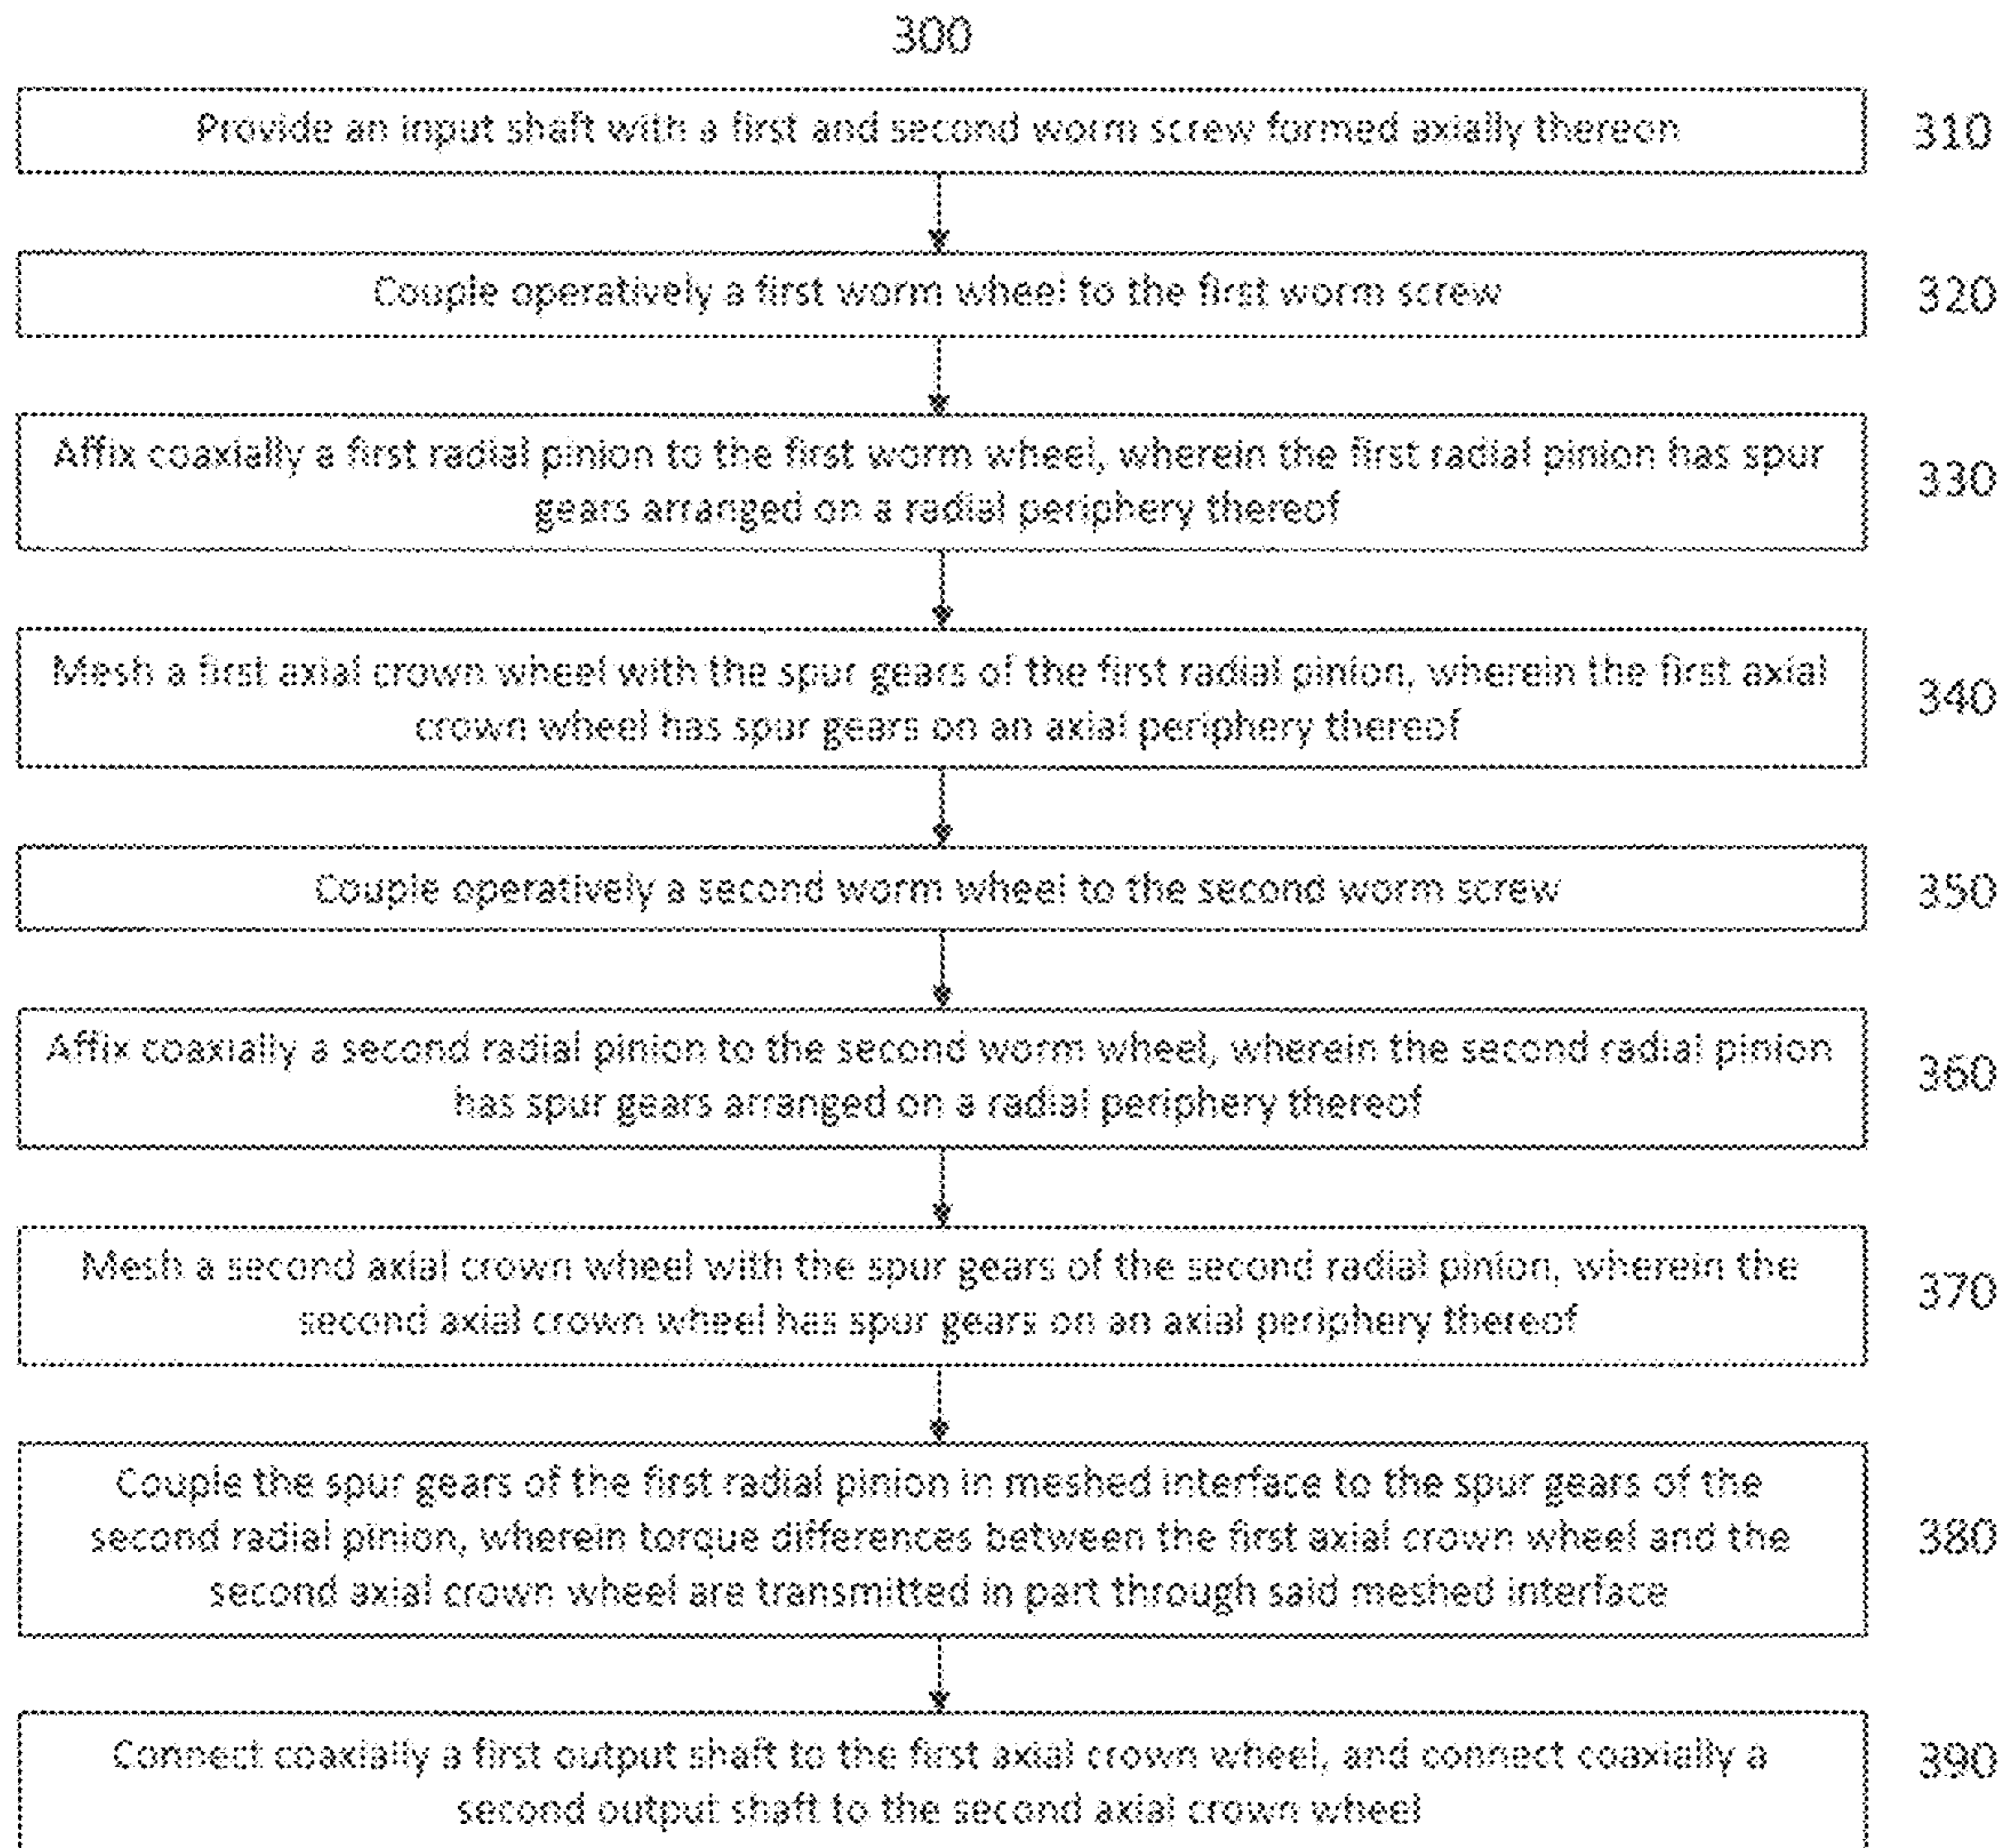 300
Provide an input shaft with a first and second worm screw formed axially thereon
310
Couple operatively a first worm wheel to the first worm screw
320
Affix coaxially a first radial pinion to the first worm wheel, wherein the first radial pinion has spur
gears arranged on a radial periphery thereof
330
Mesh a first axial crown wheel with the spur gears of the first radial pinion, wherein the first axial
crown wheel has spur gears on an axial periphery thereof
340
Couple operatively a second worm wheel to the second worm screw
350
Affix coaxially a second radial pinion to the second worm wheel, wherein the second radial pinion
has spur gears arranged on a radial periphery thereof
360
Mesh a second axial crown wheel with the spur gears of the second radial pinion, wherein the
second axial crown wheel has spur gears on an axial periphery thereof
370
Couple the spur gears of the first radial pinion in meshed interface to the spur gears of the
second radial pinion, wherein torque differences between the first axial crown wheel and the
second axial crown wheel are transmitted in part through said meshed interface
380
Connect coaxially a first output shaft to the first axial crown wheel, and connect coaxially a
second output shaft to the second axial crown wheel
390